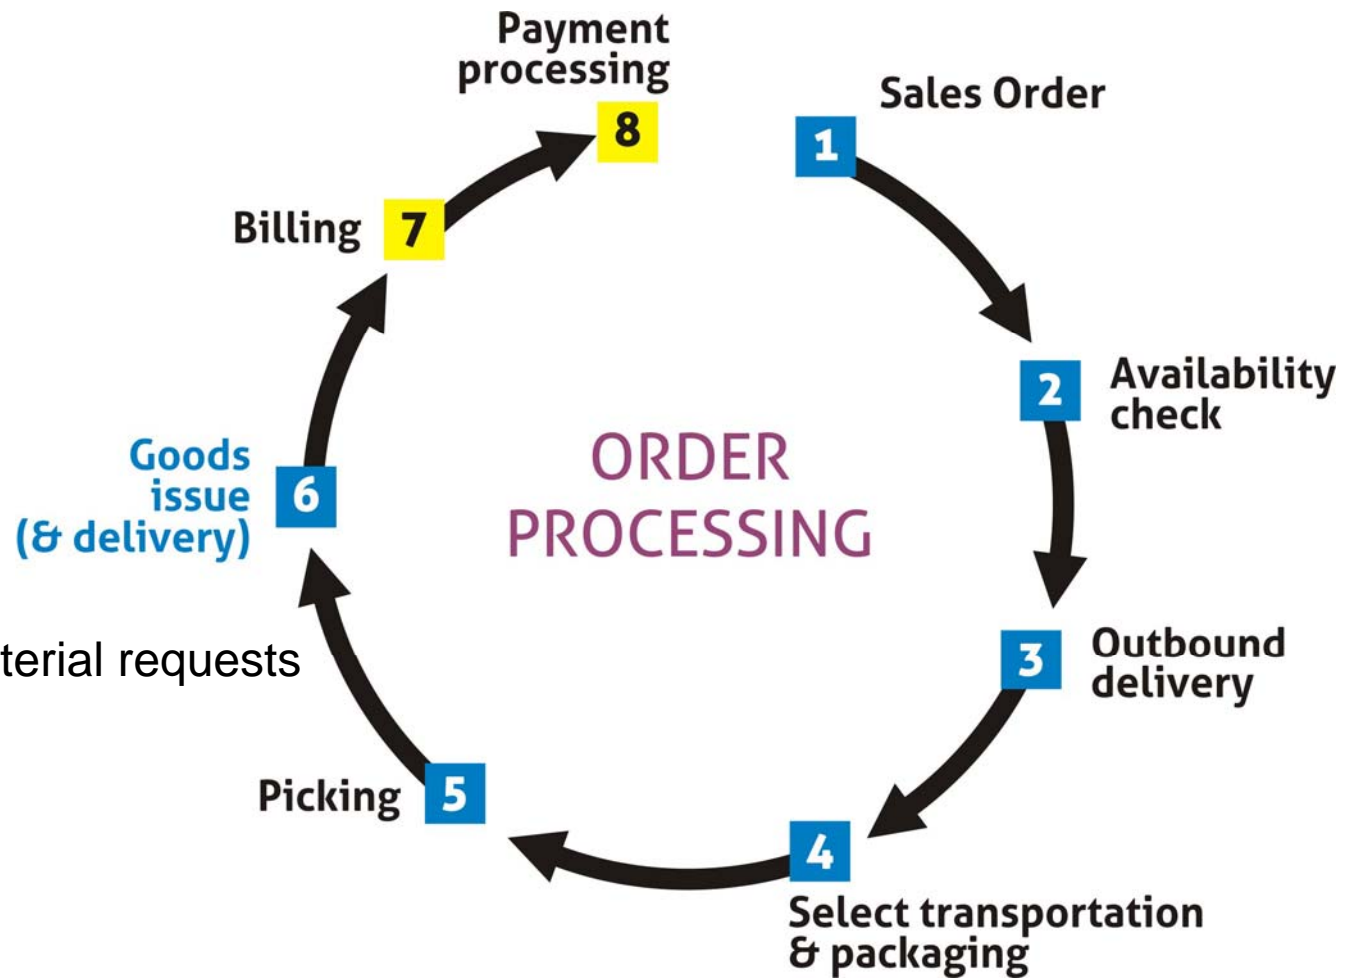 Payment
processing
8
Sales Order
1
Billing
7
2
Availability
check
Goods
issue
(& delivery)
6
ORDER
PROCESSING
3
Outbound
delivery
terial requests
Picking
5
4
Select transportation
& packaging